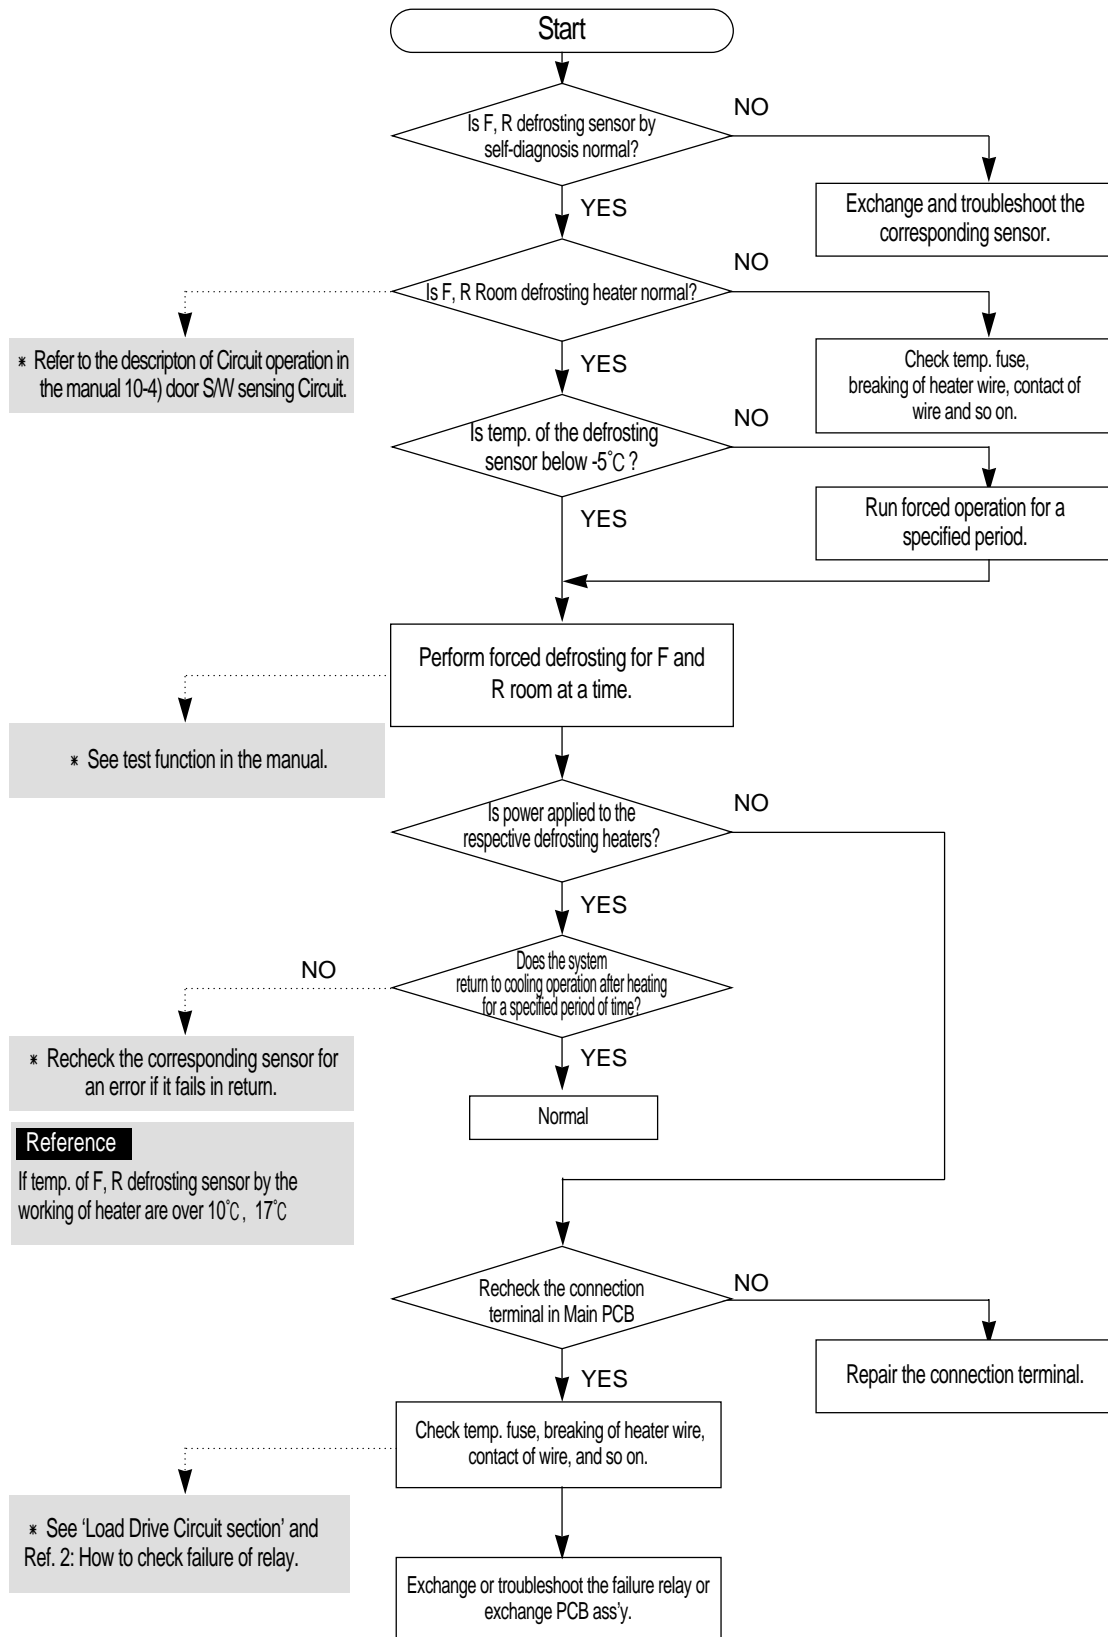 Start
Is F, R defrosting sensor by
self-diagnosis normal?
NO
Exchange and troubleshoot the
corresponding sensor.
YES
Is F, R Room defrosting heater normal?
NO
* Refer to the descripton of Circuit operation in
the manual 10-4) door S/W sensing Circuit.
Check temp. fuse,
breaking of heater wire, contact of
wire and so on.
YES
Is temp. of the defrosting
sensor below -5°C ?
NO
Run forced operation for a
specified period.
YES
Perform forced defrosting for F and
R room at a time.
* See test function in the manual.
Is power applied to the
respective defrosting heaters?
NO
YES
Does the system
return to cooling operation after heating
for a specified period of time?
NO
* Recheck the corresponding sensor for
an error if it fails in return.
YES
Normal
Reference
If temp. of F, R defrosting sensor by the
working of heater are over 10°C , 17°C
Recheck the connection
terminal in Main PCB
NO
Repair the connection terminal.
YES
Check temp. fuse, breaking of heater wire,
contact of wire, and so on.
* See ‘Load Drive Circuit section’ and
Ref. 2: How to check failure of relay.
Exchange or troubleshoot the failure relay or
exchange PCB ass'y.